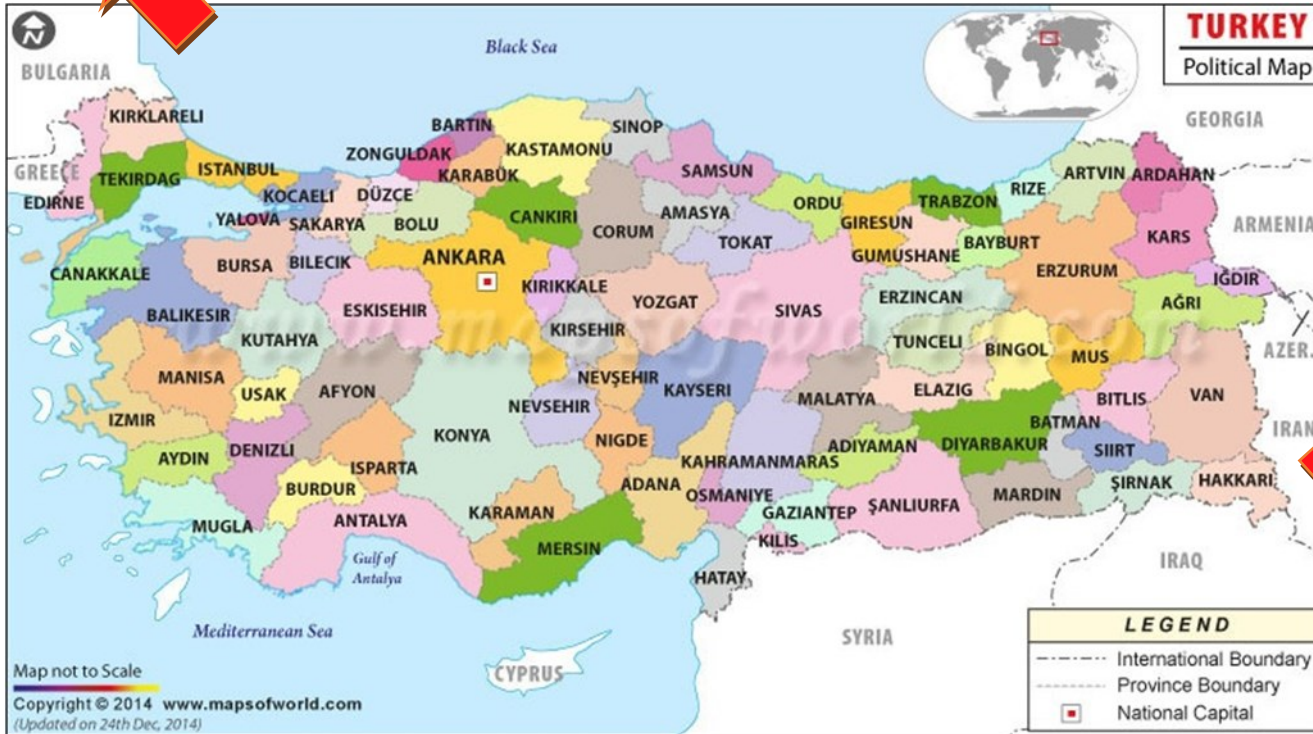 N
TURKEY
Political Map
Black Sea
BULGARIA
GEORGIA
KIRKLARELI
BARTIN
SINOP
ZONGULDAK
KASTAMONU
GREECE
ISTANBUL
KARABÜK
SAMSUN
ARTVIN
ARDAHAN
TEKIRDAG
KOCAELI
DÜZCE
RIZE
EDIRNE
YALOVA
SAKARYA
BOLU
CANKIRI
CORUM
AMASYA
ORDU
GIRESUN
TRABZON
ARMENIA
TOKAT
GUMUSHANE
BAYBURT
KARS
CANAKKALE
BURSA
BILECIK
ANKARA
ERZURUM
KIRIKKALE
IĞDIR
BALIKESIR
ESKISEHIR
YOZGAT
SIVAS
ERZINCAN
AĞRI
KUTAHYA
KIRSEHIR
www.mapsofworld.com
TUNCELI
BINGOL
MUS
AZER.
MANISA
USAK
AFYON
NEVŞEHIR
KAYSERI
MALATYA
ELAZIG
BITLIS
VAN
IZMIR
NEVSEHIR
BATMAN
IRAN
AYDIN
DENIZLI
KONYA
NIGDE
ADIYAMAN
DIYARBAKUR
SIIRT
ISPARTA
KAHRAMANMARAS
BURDUR
ADANA
OSMANIYE
ŞANLIURFA
MARDIN
ŞIRNAK
HAKKARI
MUGLA
ANTALYA
KARAMAN
GAZIANTEP
MERSIN
KILIS
Gulf of
Antalya
HATAY
IRAQ
Mediterranean Sea
SYRIA
CYPRUS
LEGEND
International Boundary
Province Boundary
National Capital
Map not to Scale
Copyright © 2014 www.mapsofworld.com
(Updated on 24th Dec, 2014)